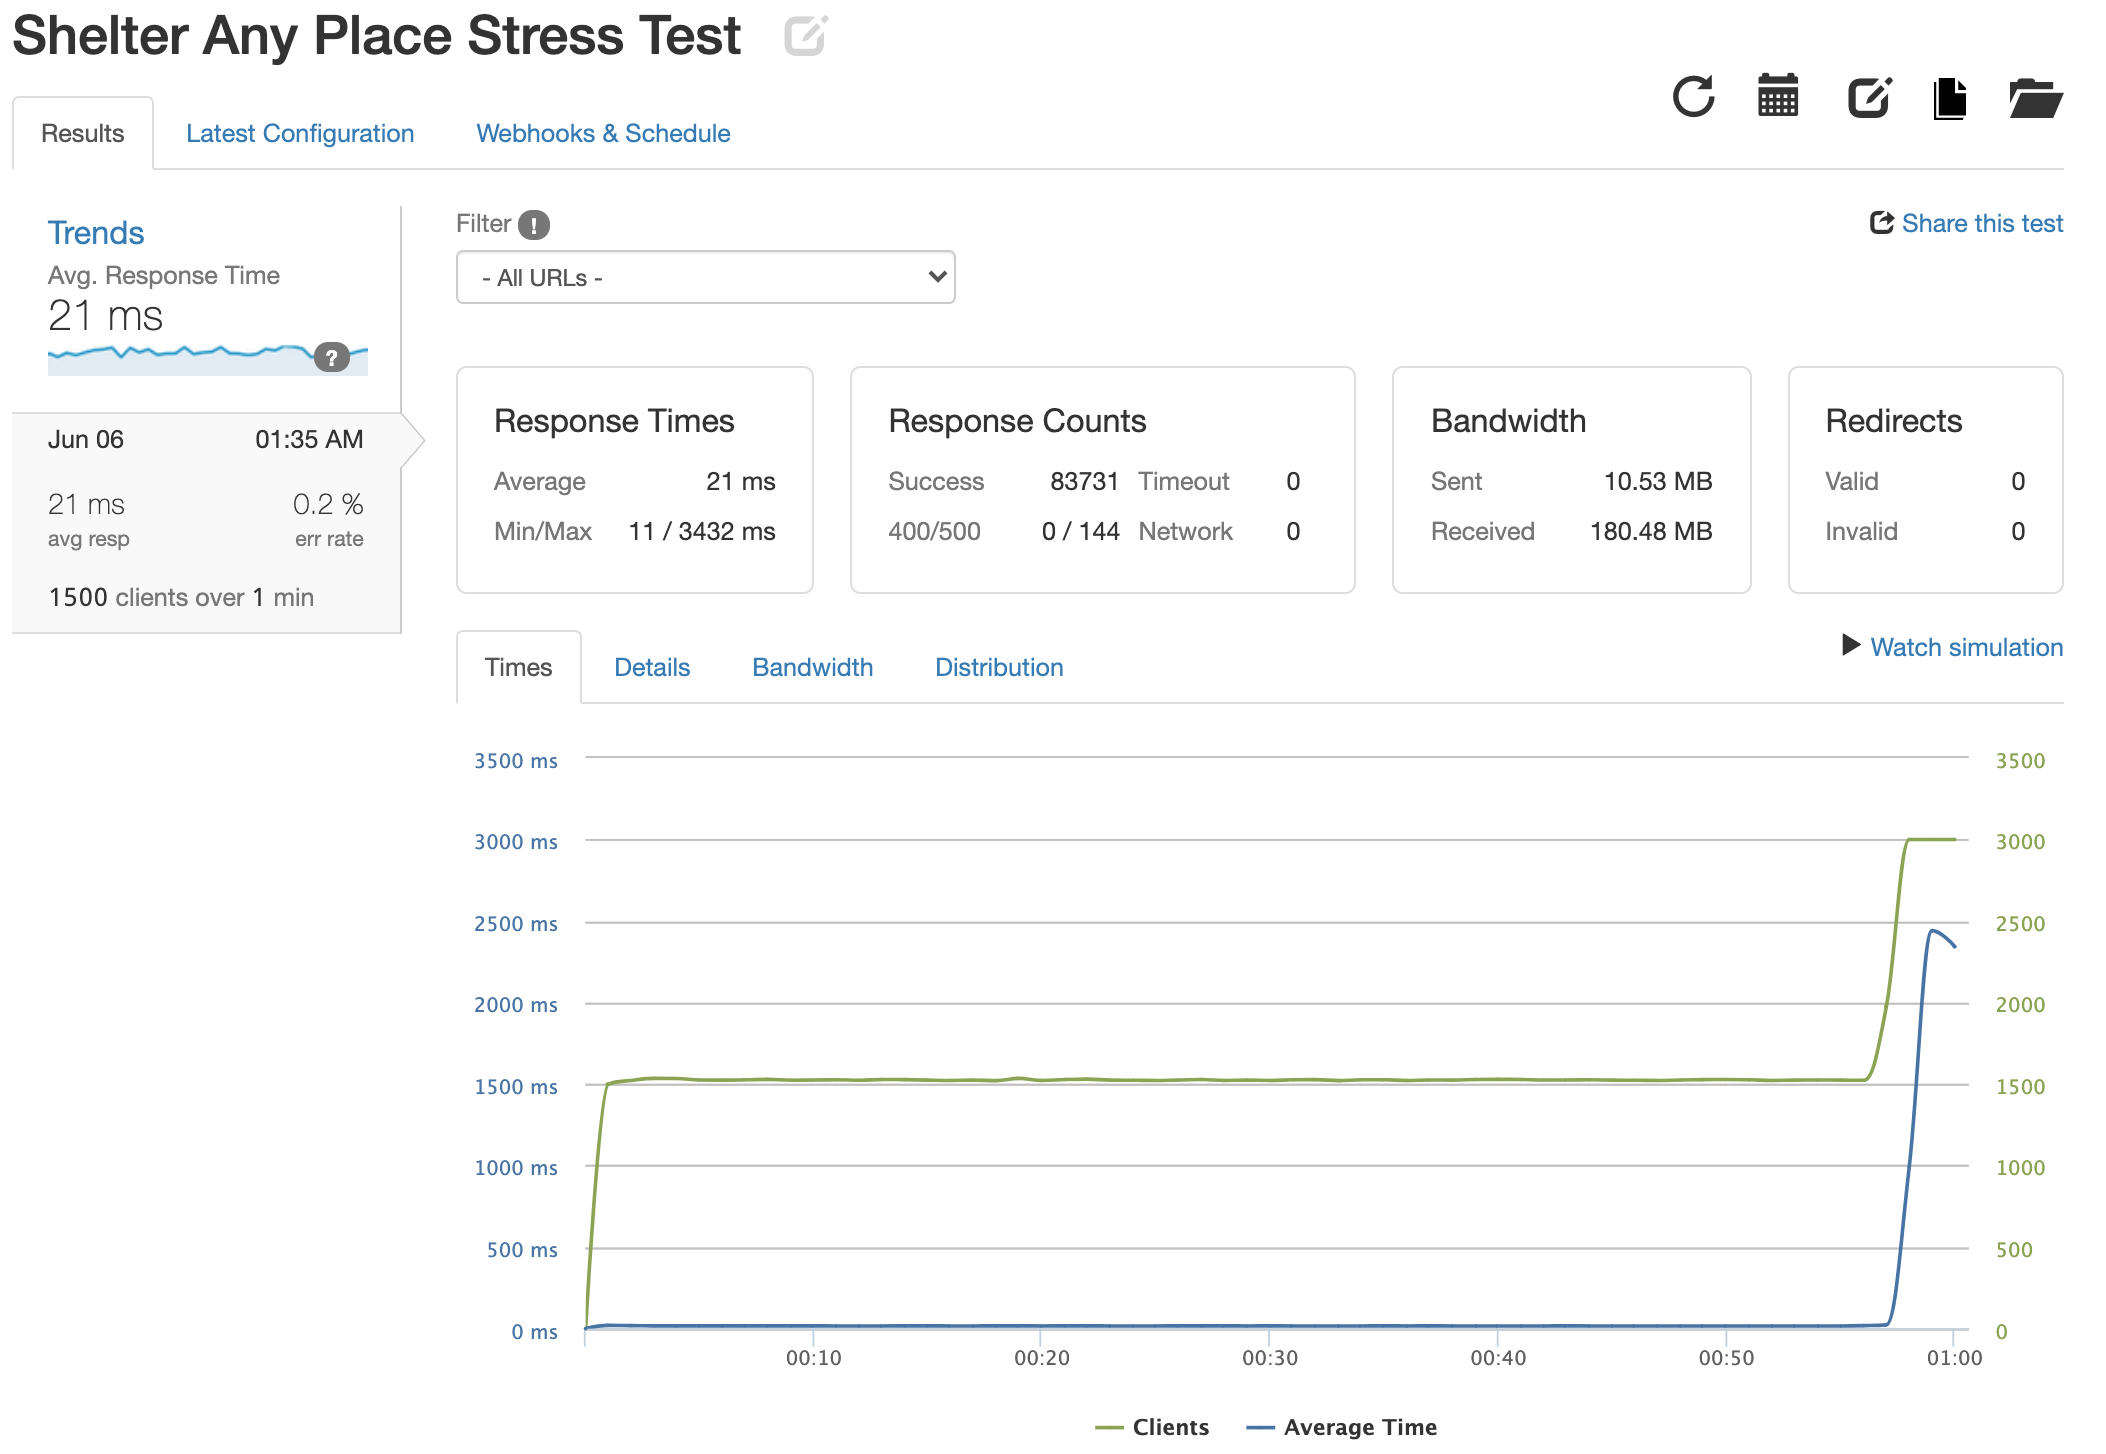 Shelter Any Place Stress Test
Results Latest Configuration Webhooks & Schedule
Trends
Avg. Response Time
21 ms
?
Jun 06 01:35 AM
21 ms 0.2 %
avg resp err rate
1500 clients over 1 min
Filter !
Share this test
- All URLs -
Response Times
Average 21 ms
Min/Max 11 / 3432 ms
Response Counts
Success 83731 Timeout 0
400/500 0 / 144 Network 0
Bandwidth
Sent 10.53 MB
Received 180.48 MB
Redirects
Valid 0
Invalid 0
Watch simulation
Times Details Bandwidth Distribution
3500 ms 3500
3000 ms 3000
2500 ms 2500
2000 ms 2000
1500 ms 1500
1000 ms 1000
500 ms 500
0 ms 0
00:10 00:20 00:30 00:40 00:50 01:00
Clients Average Time